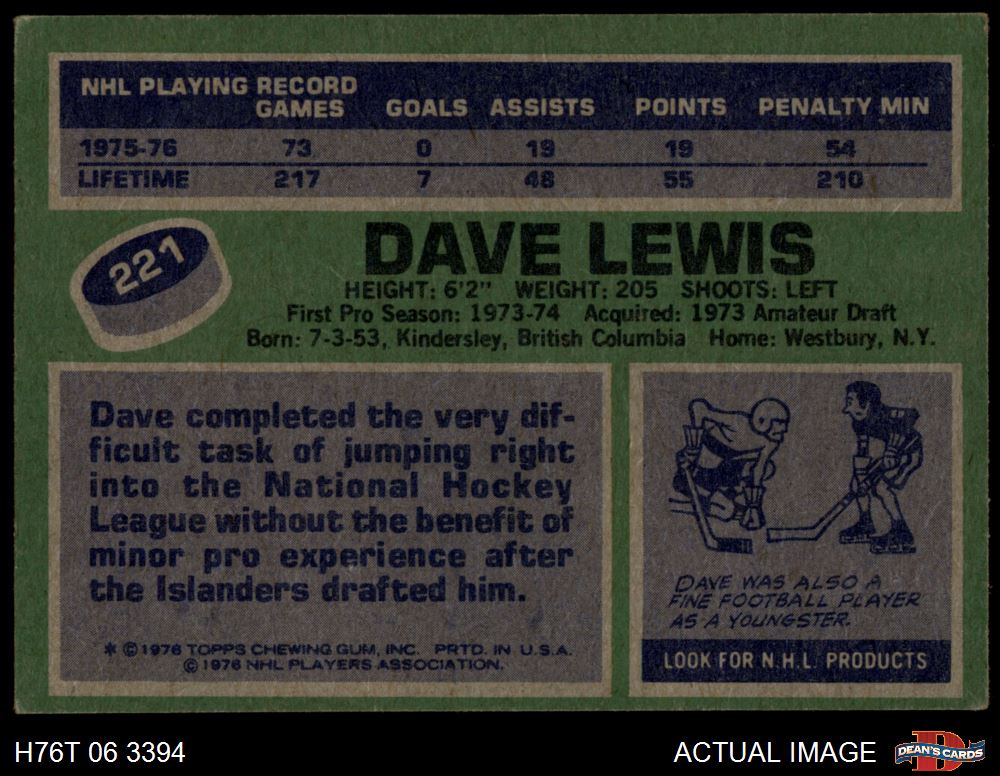 NHL PLAYING RECORD
GAMES GOALS ASSISTS POINTS PENALTY MIN
1975-76 73 0 19 19 54
LIFETIME 217 7 48 55 210
221
DAVE LEWIS
HEIGHT: 6'2" WEIGHT: 205 SHOOTS: LEFT
First Pro Season: 1973-74 Acquired: 1973 Amateur Draft
Born: 7-3-53, Kindersley, British Columbia Home: Westbury, N.Y.
Dave completed the very dif-
ficult task of jumping right
into the National Hockey
League without the benefit of
minor pro experience after
the Islanders drafted him.
* © 1976 TOPPS CHEWING GUM, INC. PRTD. IN U.S.A.
© 1976 NHL PLAYERS ASSOCIATION.
DAVE WAS ALSO A
FINE FOOTBALL PLAYER
AS A YOUNGSTER.
LOOK FOR N.H.L. PRODUCTS
H76T 06 3394
ACTUAL IMAGE
DEAN'S CARDS